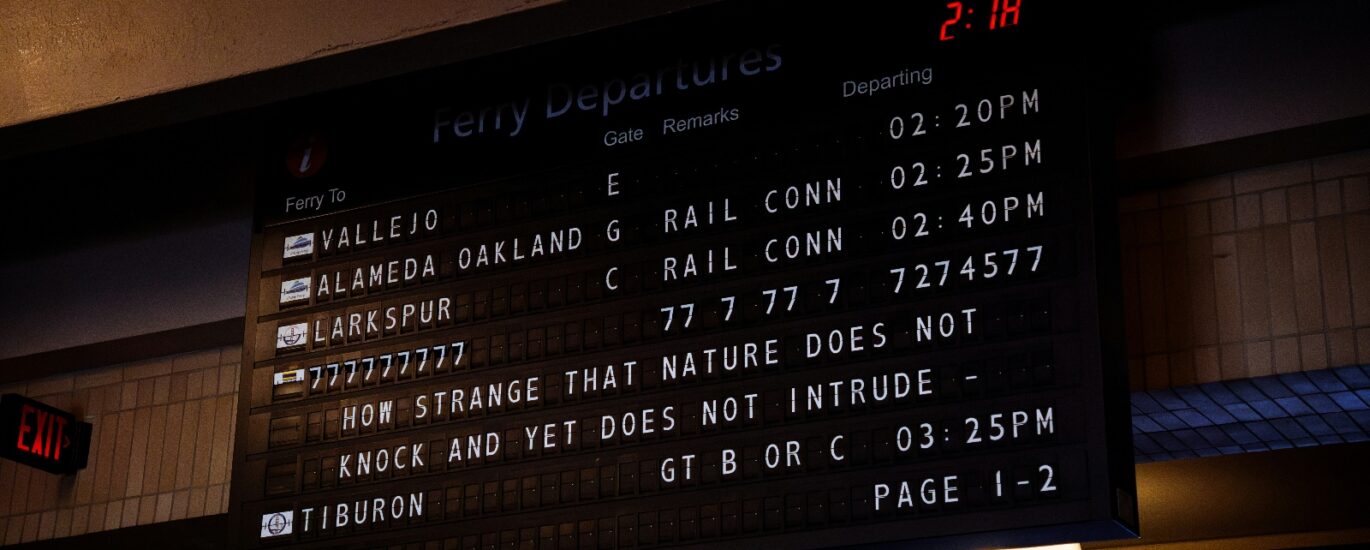 2:18
Ferry Departures
Ferry To Gate Remarks Departing
VALLEJO E 02:20PM
ALAMEDA OAKLAND G RAIL CONN 02:25PM
LARKSPUR C RAIL CONN 02:40PM
777777777 77 7 77 7 7274577
HOW STRANGE THAT NATURE DOES NOT
KNOCK AND YET DOES NOT INTRUDE -
TIBURON GT B OR C 03:25PM
PAGE 1-2
EXIT